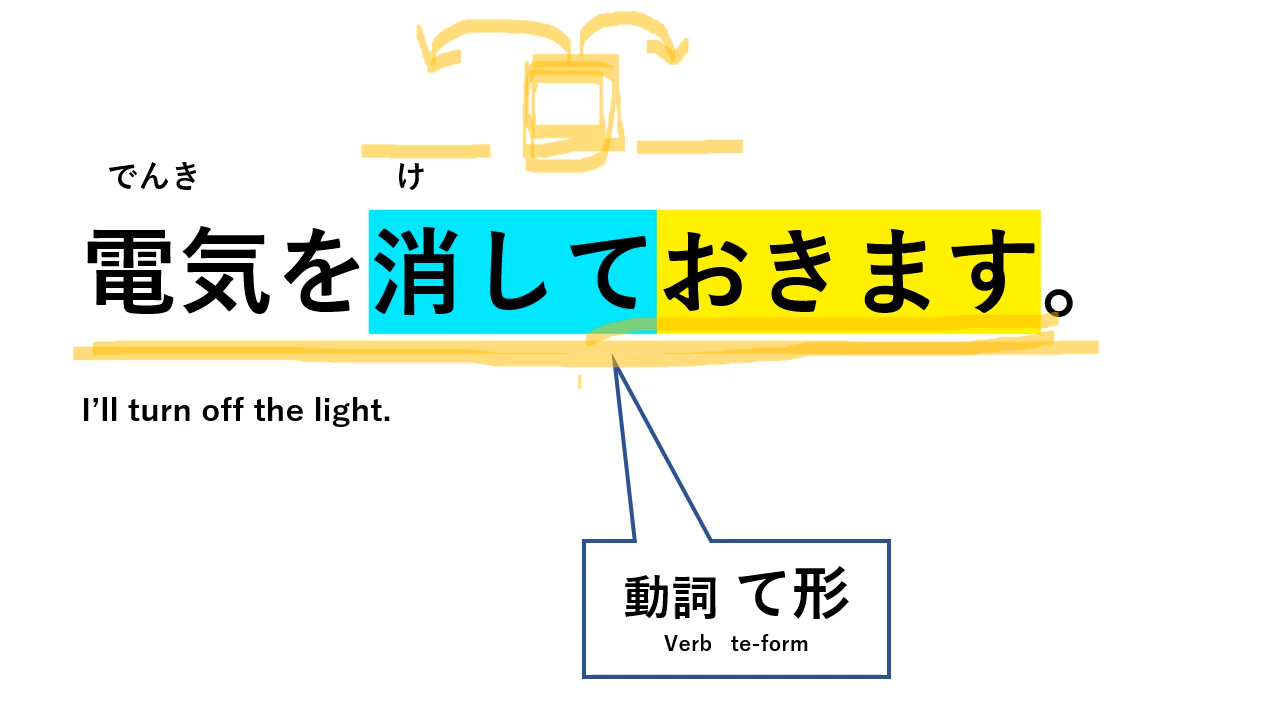 でんき け
電気を消しておきます。
I’ll turn off the light.
動詞 て形
Verb te-form